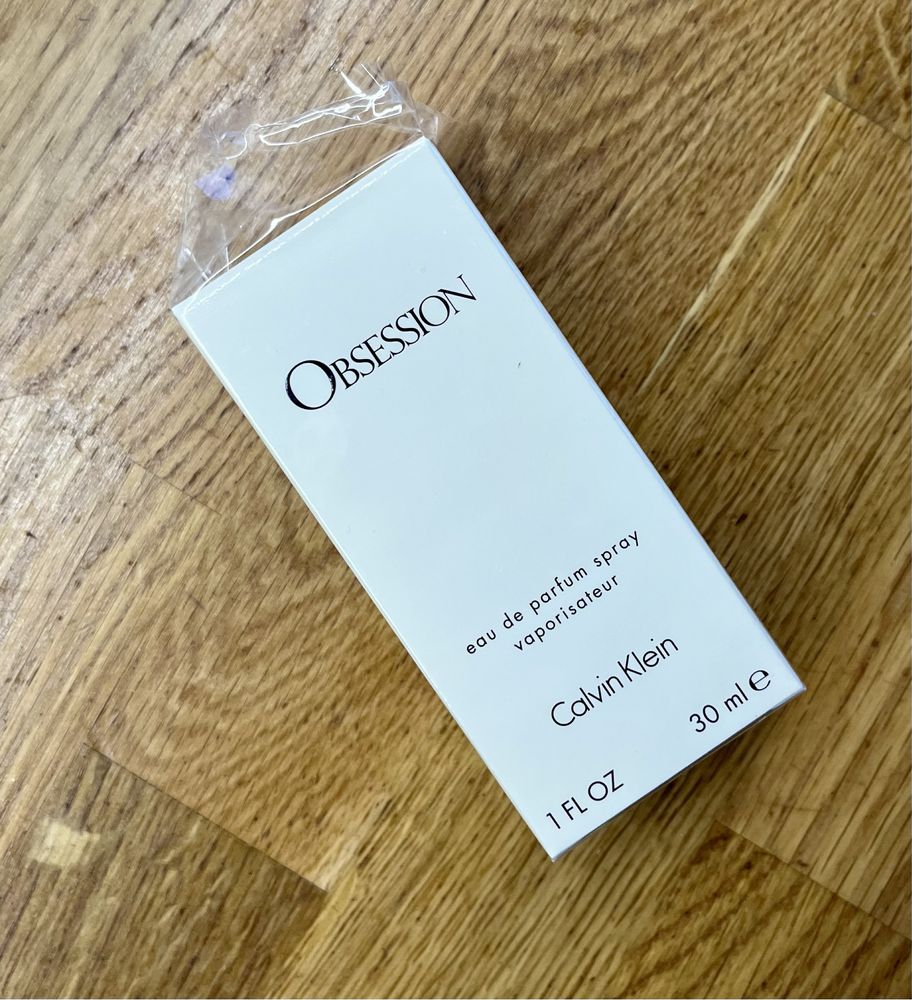 OBSESSION
eau de parfum spray
vaporisateur
Calvin Klein
1 FL OZ 30 ml ℮